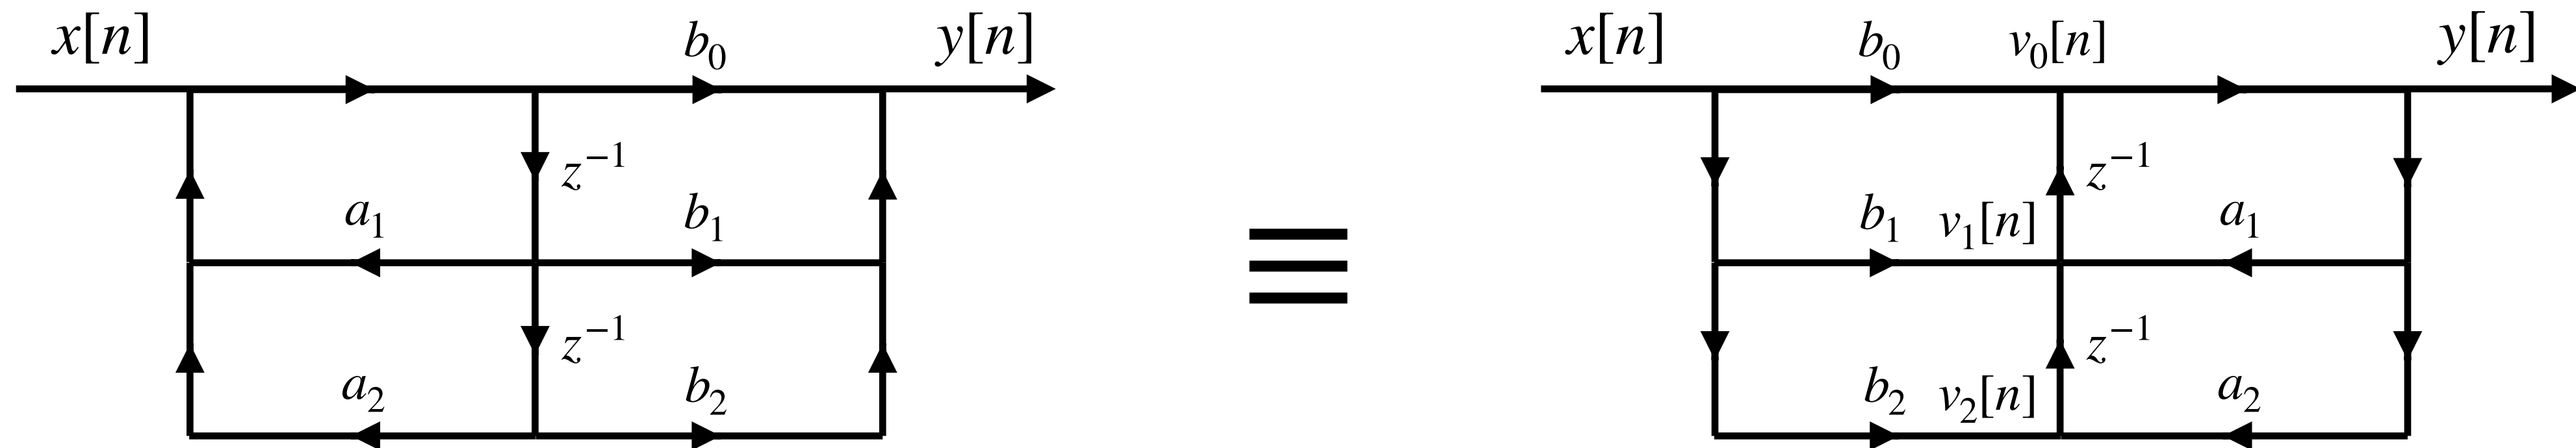 x[n] b₀ y[n]
z⁻¹
a₁ b₁
z⁻¹
a₂ b₂
≡
x[n] b₀ v₀[n] y[n]
z⁻¹
b₁ v₁[n] a₁
z⁻¹
b₂ v₂[n] a₂